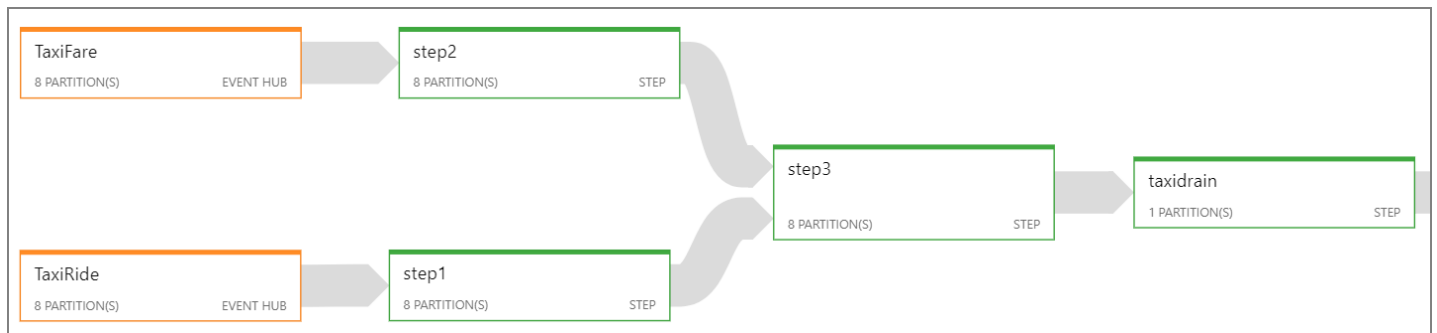 TaxiFare
8 PARTITION(S) EVENT HUB
step2
8 PARTITION(S) STEP
step3
8 PARTITION(S) STEP
taxidrain
1 PARTITION(S) STEP
TaxiRide
8 PARTITION(S) EVENT HUB
step1
8 PARTITION(S) STEP